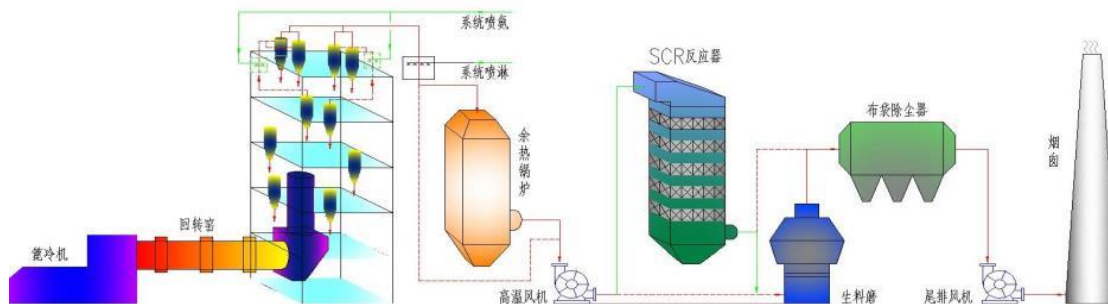 系统喷氨
系统喷淋
SCR反应器
布袋除尘器
烟囱
余热锅炉
回转窑
篦冷机
高温风机
生料磨
尾排风机